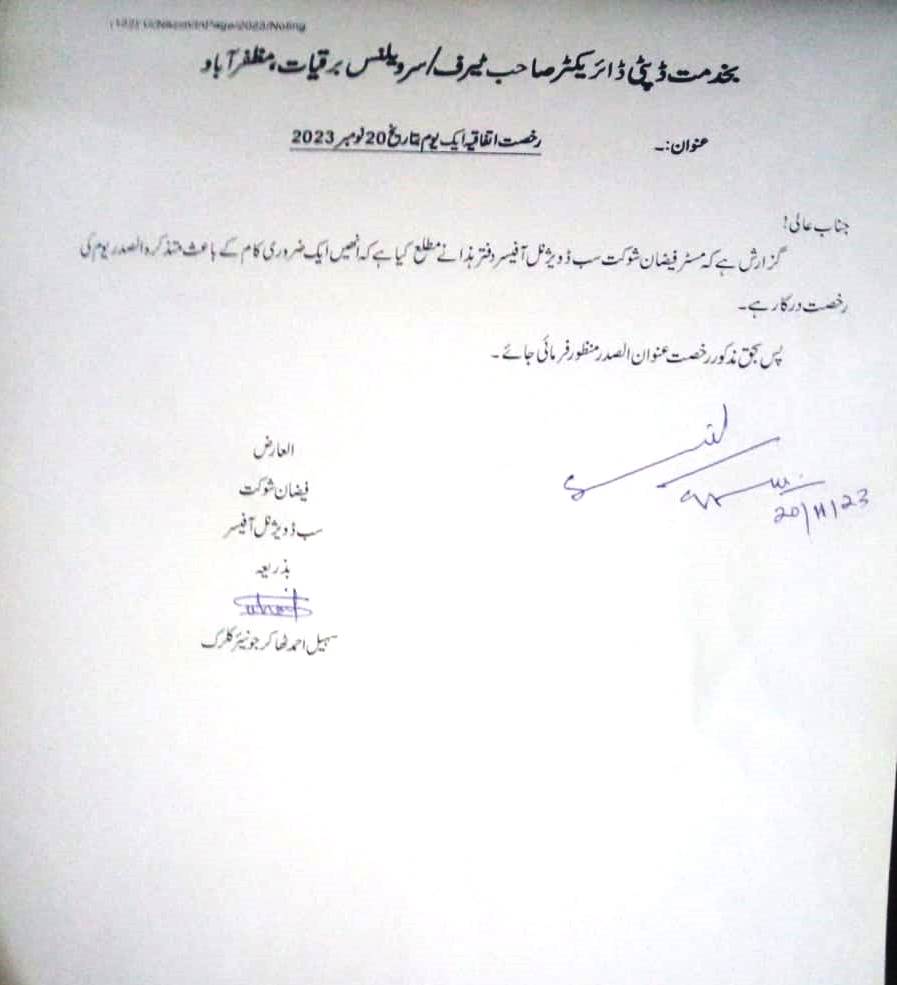 بخدمت ڈپٹی ڈائریکٹر صاحب ٹیرف/سرویلنس برقیات، مظفرآباد
عنوان:۔ رخصت اتفاقیہ ایک یوم بتاریخ 20 نومبر 2023
جناب عالی!
گزارش ہے کہ مسٹر فیضان شوکت سب ڈویژنل آفیسر دفتر ہذا نے مطلع کیا ہے کہ انھیں ایک ضروری کام کے باعث متذکرہ الصدر یوم کی
رخصت درکار ہے۔
پس بحق مذکور رخصت عنوان الصدر منظور فرمائی جائے۔
العارض
فیضان شوکت
سب ڈویژنل آفیسر
بذریعہ
سہیل احمد ٹھاکر جونیئر کلرک
20/11/23